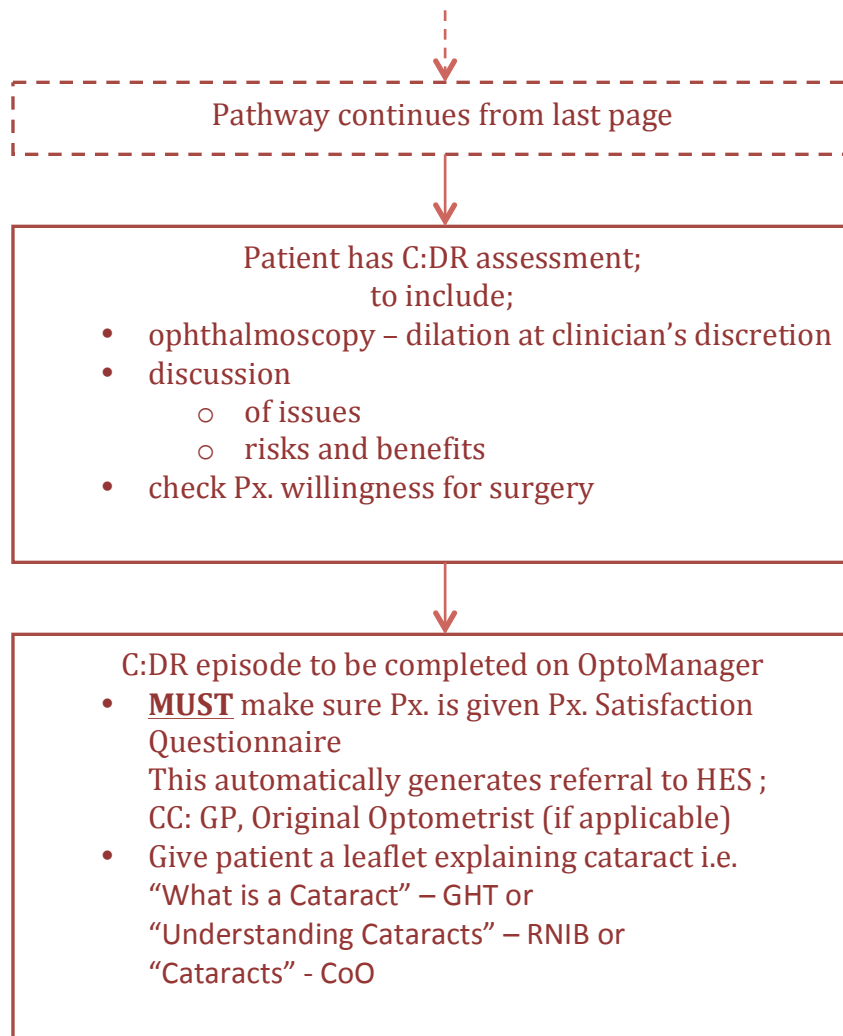 Pathway continues from last page
Patient has C:DR assessment;
to include;
• ophthalmoscopy – dilation at clinician’s discretion
• discussion
o of issues
o risks and benefits
• check Px. willingness for surgery
C:DR episode to be completed on OptoManager
• MUST make sure Px. is given Px. Satisfaction
Questionnaire
This automatically generates referral to HES ;
CC: GP, Original Optometrist (if applicable)
• Give patient a leaflet explaining cataract i.e.
“What is a Cataract” – GHT or
“Understanding Cataracts” – RNIB or
“Cataracts” - CoO